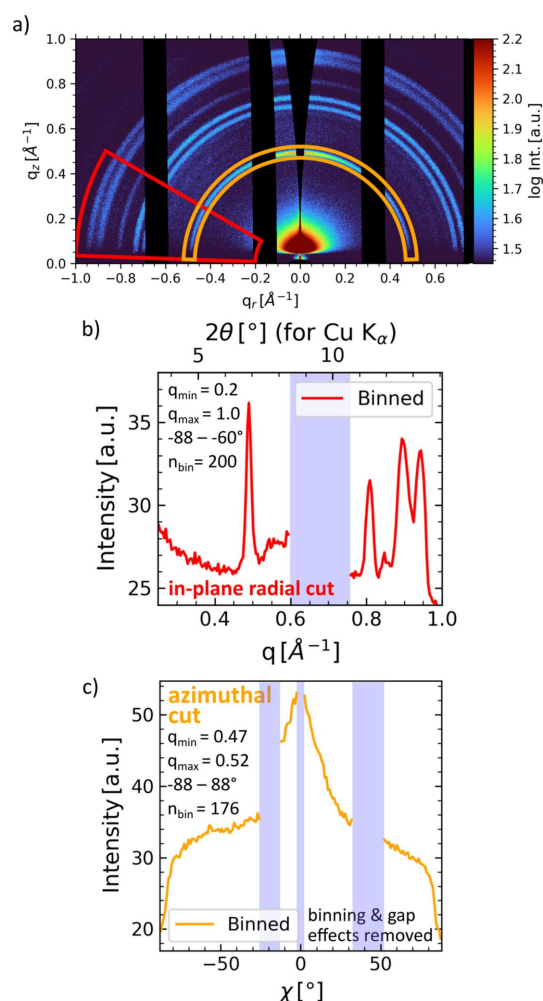 a)
1.0
0.8
0.6
0.4
0.2
0.0
q_z [Å⁻¹]
-1.0 -0.8 -0.6 -0.4 -0.2 0.0 0.2 0.4 0.6
q_r [Å⁻¹]
2.2
2.1
2.0
1.9
1.8
1.7
1.6
1.5
log Int. [a.u.]
b)
2θ [°] (for Cu K_α)
5 10
35
30
25
Intensity [a.u.]
q_min = 0.2
q_max = 1.0
-88 – -60°
n_bin = 200
Binned
in-plane radial cut
0.4 0.6 0.8 1.0
q [Å⁻¹]
c)
50
40
30
20
Intensity [a.u.]
azimuthal
cut
q_min = 0.47
q_max = 0.52
-88 – 88°
n_bin = 176
Binned
binning & gap
effects removed
−50 0 50
χ [°]